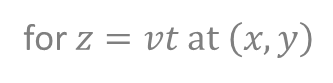 for z = vt at (x, y)